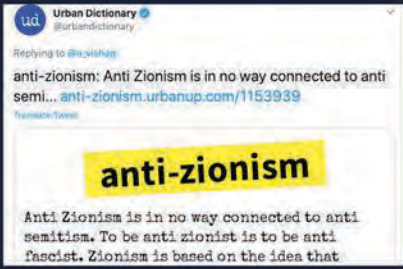 ud
Urban Dictionary
@urbandictionary
Replying to
anti-zionism: Anti Zionism is in no way connected to anti
semi... anti-zionism.urbanup.com/1153939
Translate Tweet
anti-zionism
Anti Zionism is in no way connected to anti
semitism. To be anti zionist is to be anti
fascist. Zionism is based on the idea that